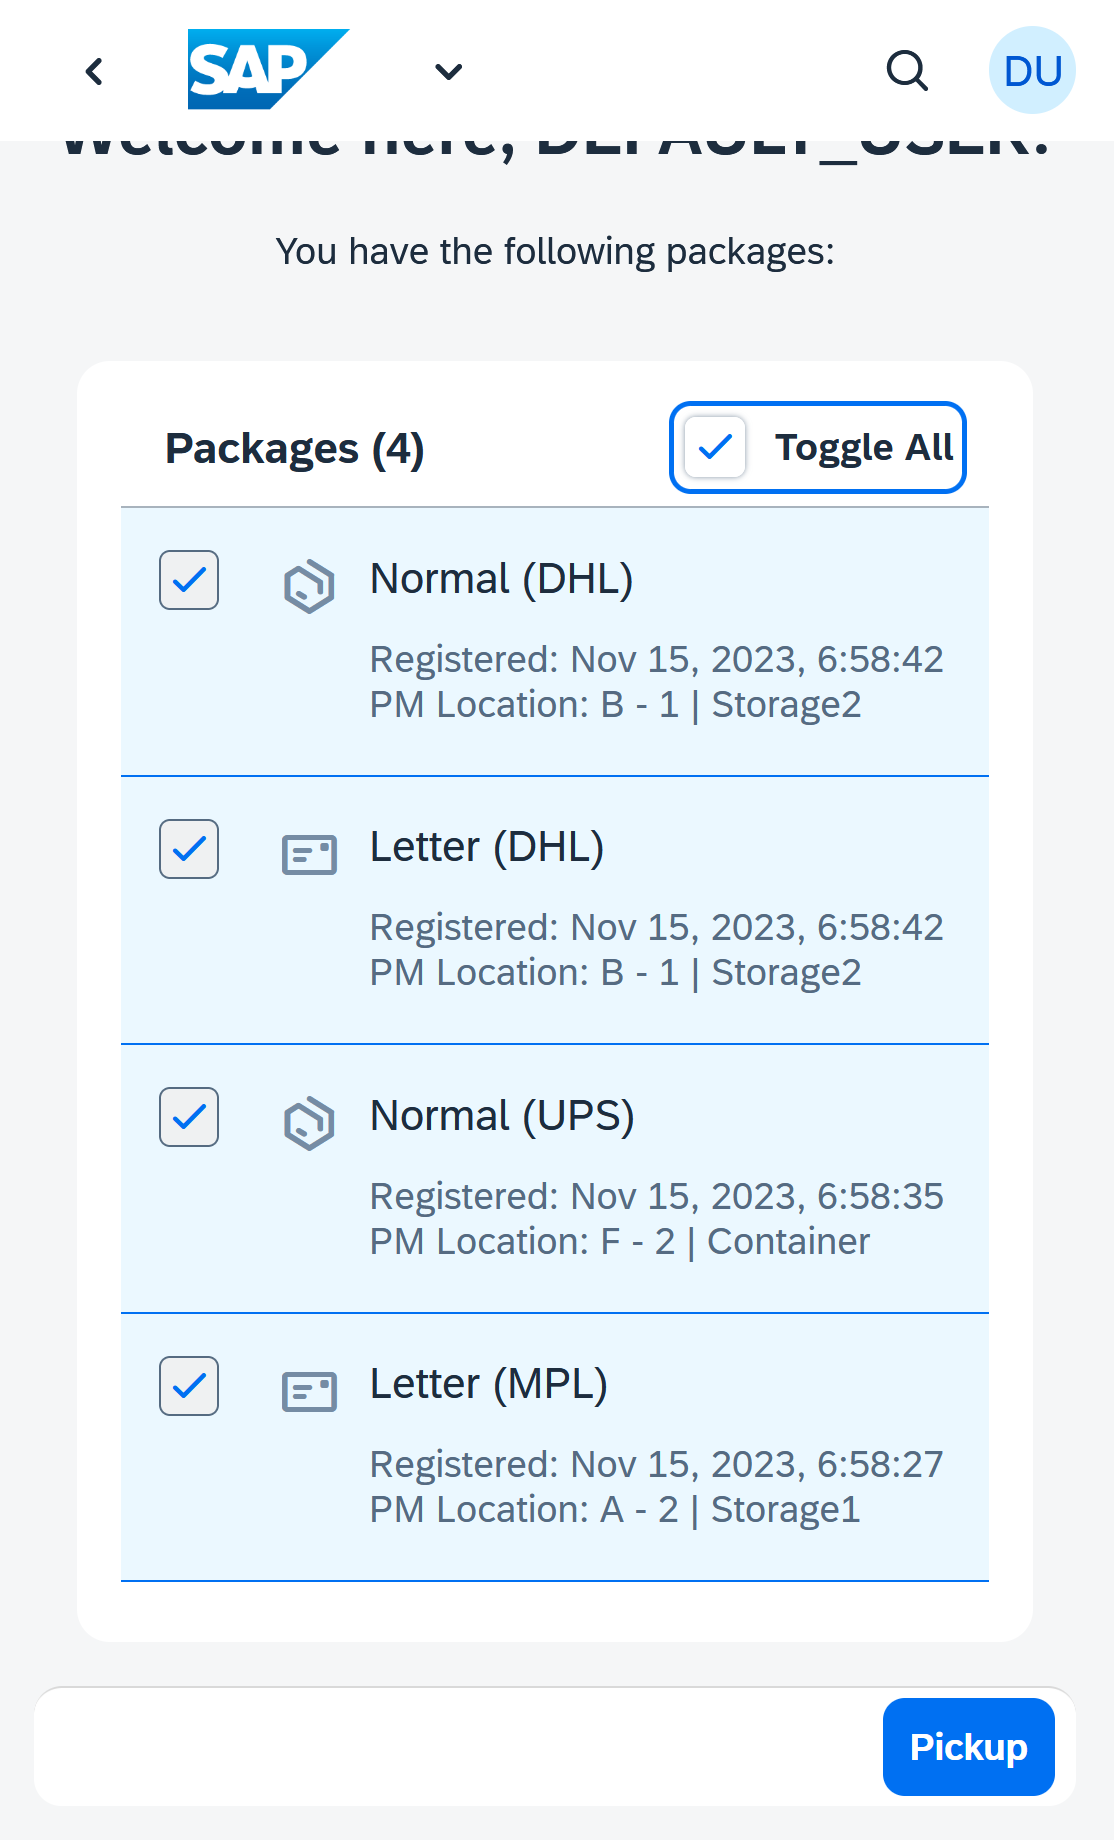 SAP
DU
Welcome here, DEFAULT_USER!
You have the following packages:
Packages (4)
Toggle All
Normal (DHL)
Registered: Nov 15, 2023, 6:58:42
PM Location: B - 1 | Storage2
Letter (DHL)
Registered: Nov 15, 2023, 6:58:42
PM Location: B - 1 | Storage2
Normal (UPS)
Registered: Nov 15, 2023, 6:58:35
PM Location: F - 2 | Container
Letter (MPL)
Registered: Nov 15, 2023, 6:58:27
PM Location: A - 2 | Storage1
Pickup